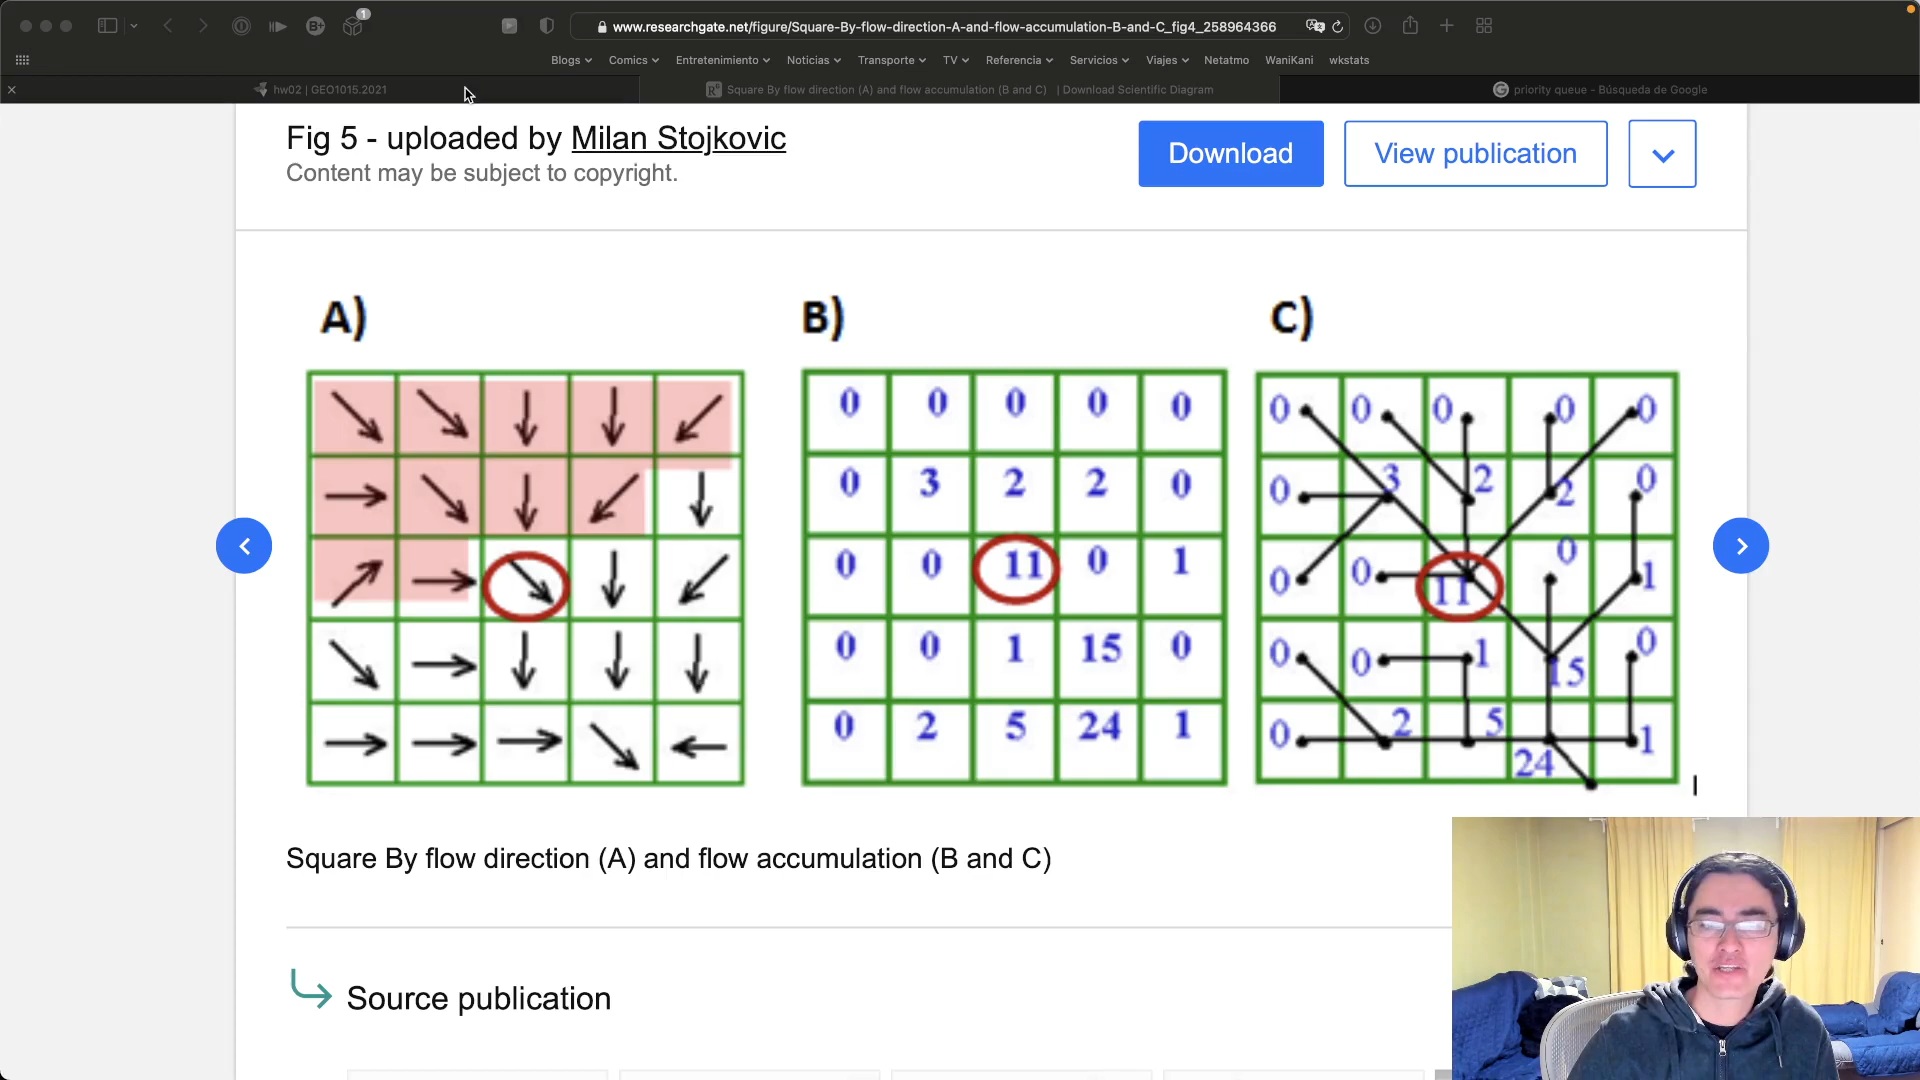 1
B+
www.researchgate.net/figure/Square-By-flow-direction-A-and-flow-accumulation-B-and-C_fig4_258964366
Blogs Comics Entretenimiento Noticias Transporte TV Referencia Servicios Viajes Netatmo WaniKani wkstats
hw02 | GEO1015.2021
Square By flow direction (A) and flow accumulation (B and C) | Download Scientific Diagram
priority queue - Búsqueda de Google
Fig 5 - uploaded by Milan Stojkovic
Content may be subject to copyright.
Download
View publication
A)
B)
0 0 0 0 0
0 3 2 2 0
0 0 11 0 1
0 0 1 15 0
0 2 5 24 1
C)
0 0 0 0 0
0 3 2 2 0
0 0 11 0 1
0 0 1 15 0
0 2 5 24 1
Square By flow direction (A) and flow accumulation (B and C)
Source publication